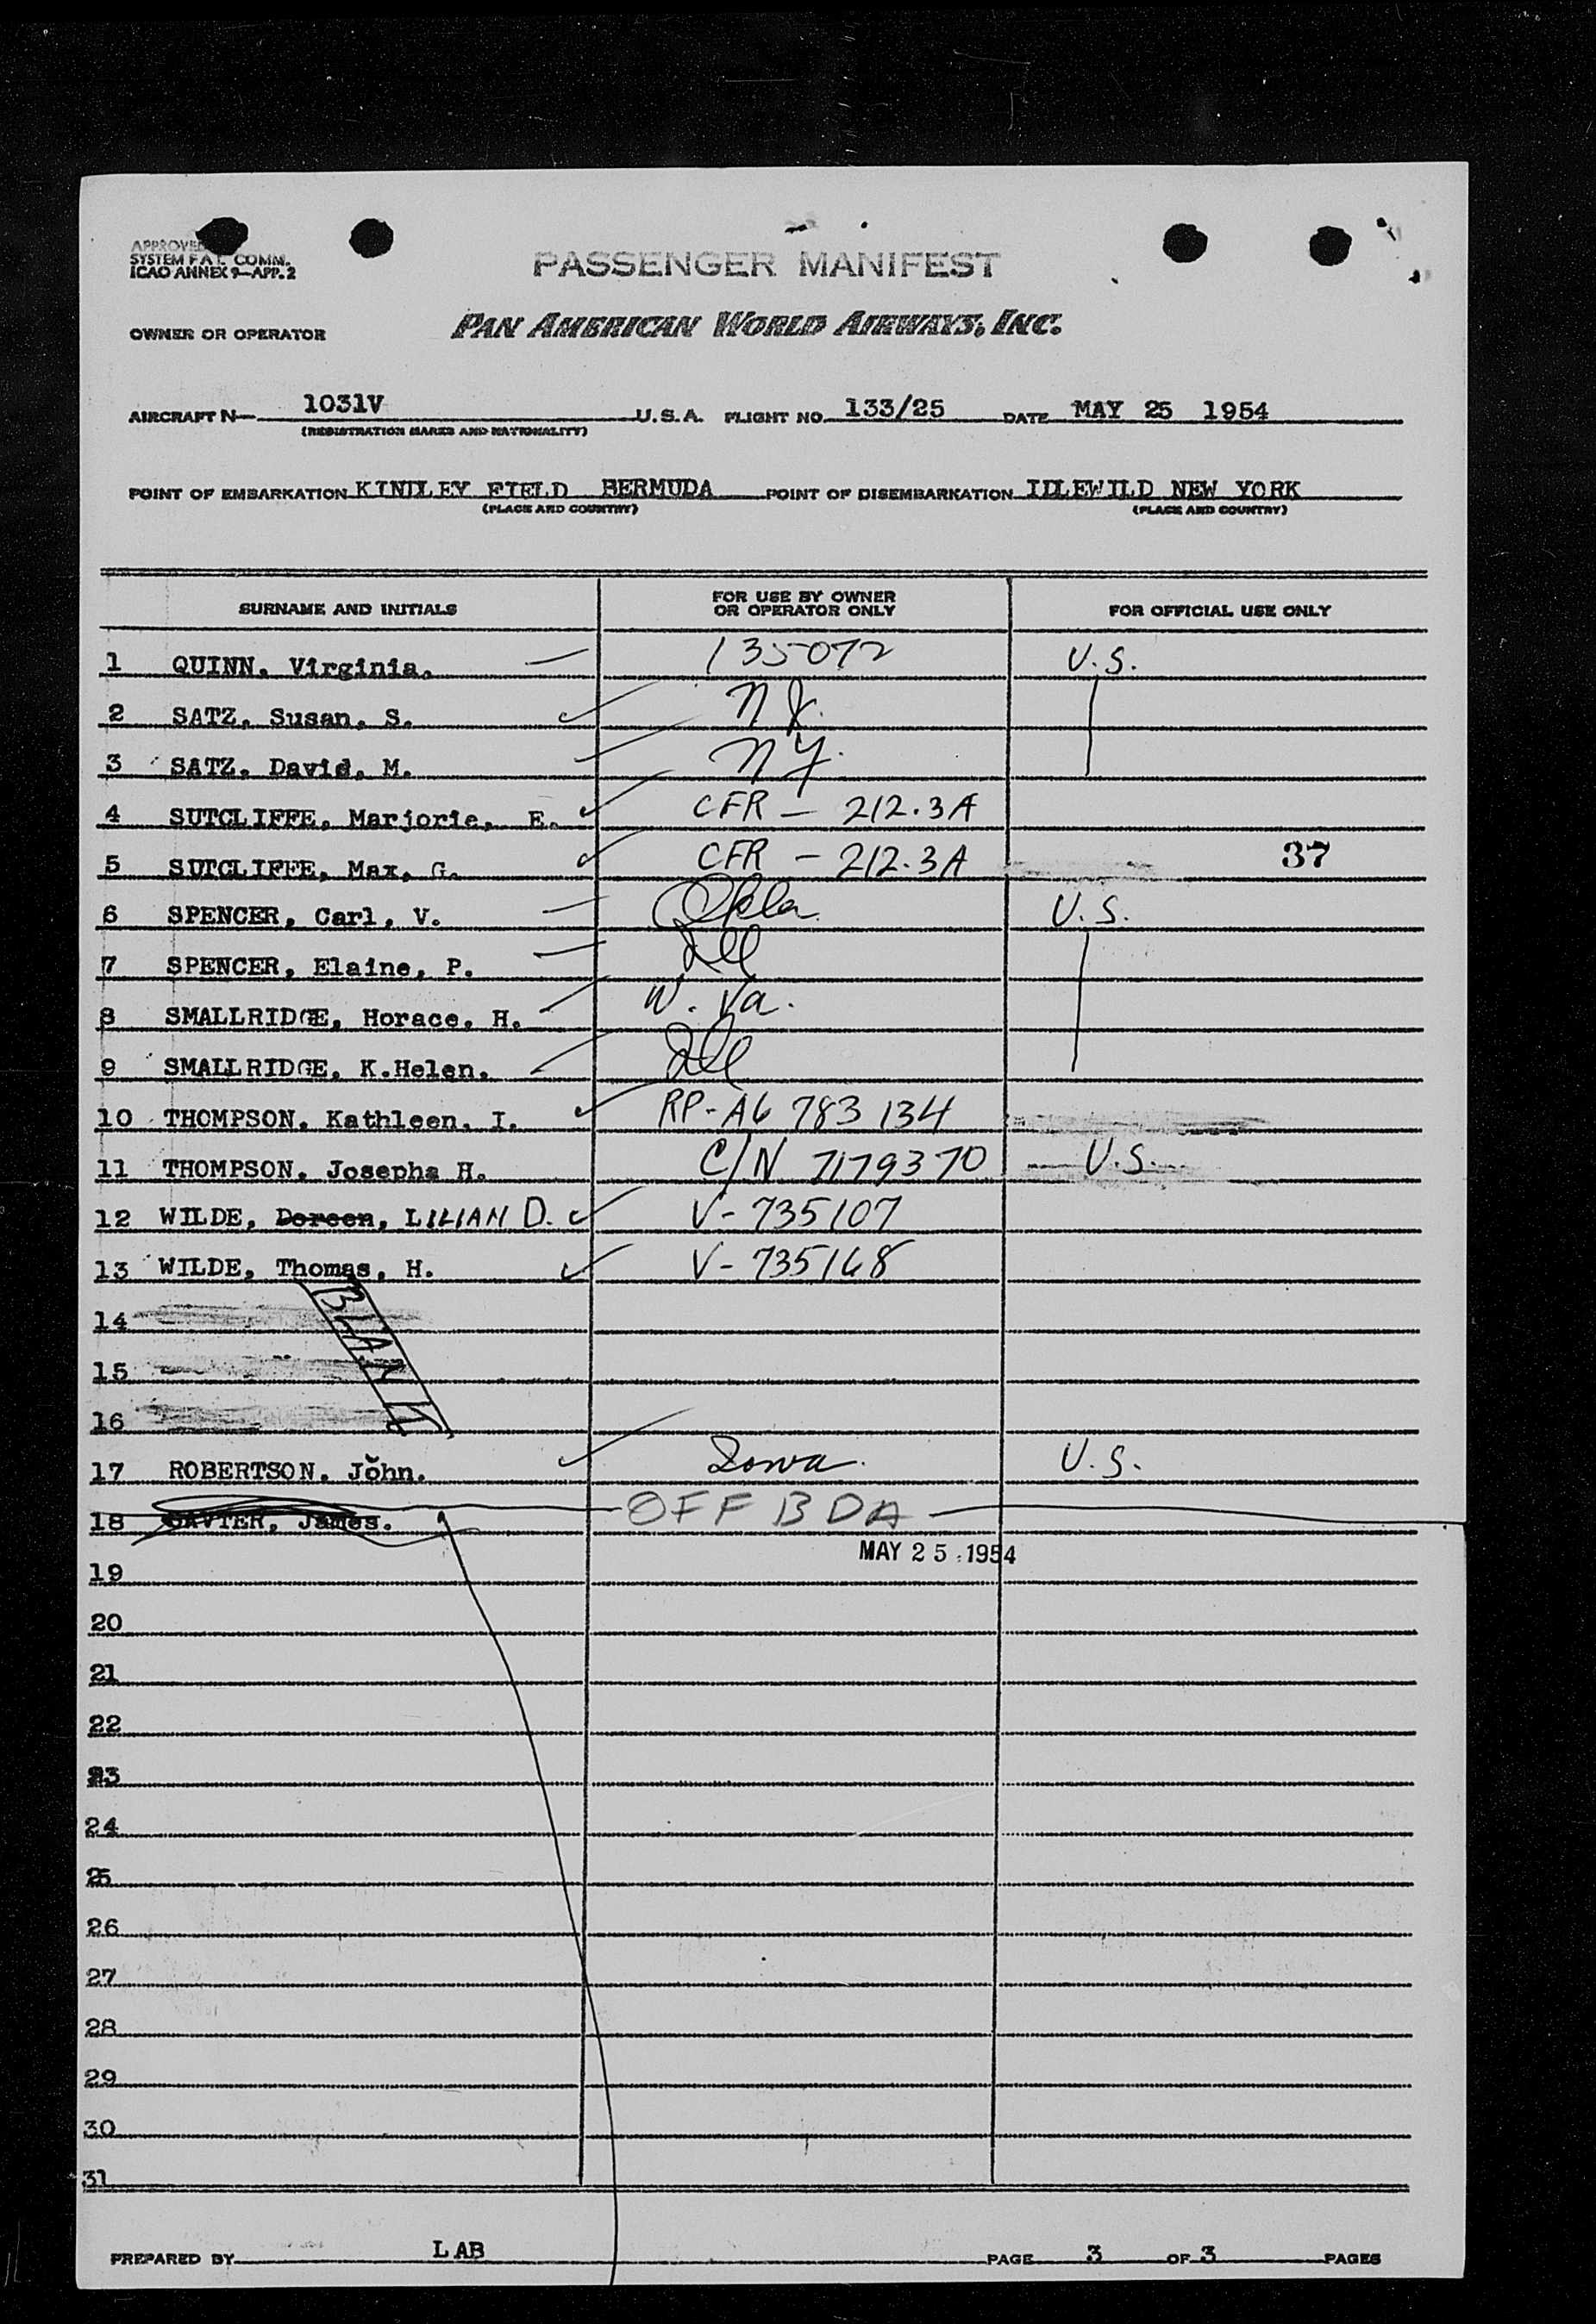 APPROVED
SYSTEM F.A.T. COMM.
ICAO ANNEX 9—APP. 2
PASSENGER MANIFEST
OWNER OR OPERATOR PAN AMERICAN WORLD AIRWAYS, INC.
AIRCRAFT N— 1031V U.S.A. FLIGHT NO. 133/25 DATE MAY 25 1954
(REGISTRATION MARKS AND NATIONALITY)
POINT OF EMBARKATION KINDLEY FIELD BERMUDA POINT OF DISEMBARKATION IDLEWILD NEW YORK
(PLACE AND COUNTRY) (PLACE AND COUNTRY)
SURNAME AND INITIALS FOR USE BY OWNER OR OPERATOR ONLY FOR OFFICIAL USE ONLY
1 QUINN, Virginia. 135072 U.S.
2 SATZ, Susan, S.
3 SATZ, David, M.
4 SUTCLIFFE, Marjorie, E. CFR - 212.3A
5 SUTCLIFFE, Max, G. CFR - 212.3A 37
6 SPENCER, Carl, V. Okla. U.S.
7 SPENCER, Elaine, P.
8 SMALLRIDGE, Horace, H. W. Va.
9 SMALLRIDGE, K.Helen.
10 THOMPSON, Kathleen, I. RP-A6 783 134
11 THOMPSON, Josepha H. C/N 7179370 U.S.
12 WILDE, Doreen, LILIAN D. V-735107
13 WILDE, Thomas, H. V-735168
14
BLANK
15
16
17 ROBERTSON, John. Iowa. U.S.
18 James. OFF BDA
MAY 25 1954
19
20
21
22
23
24
25
26
27
28
29
30
31
PREPARED BY LAB PAGE 3 OF 3 PAGES